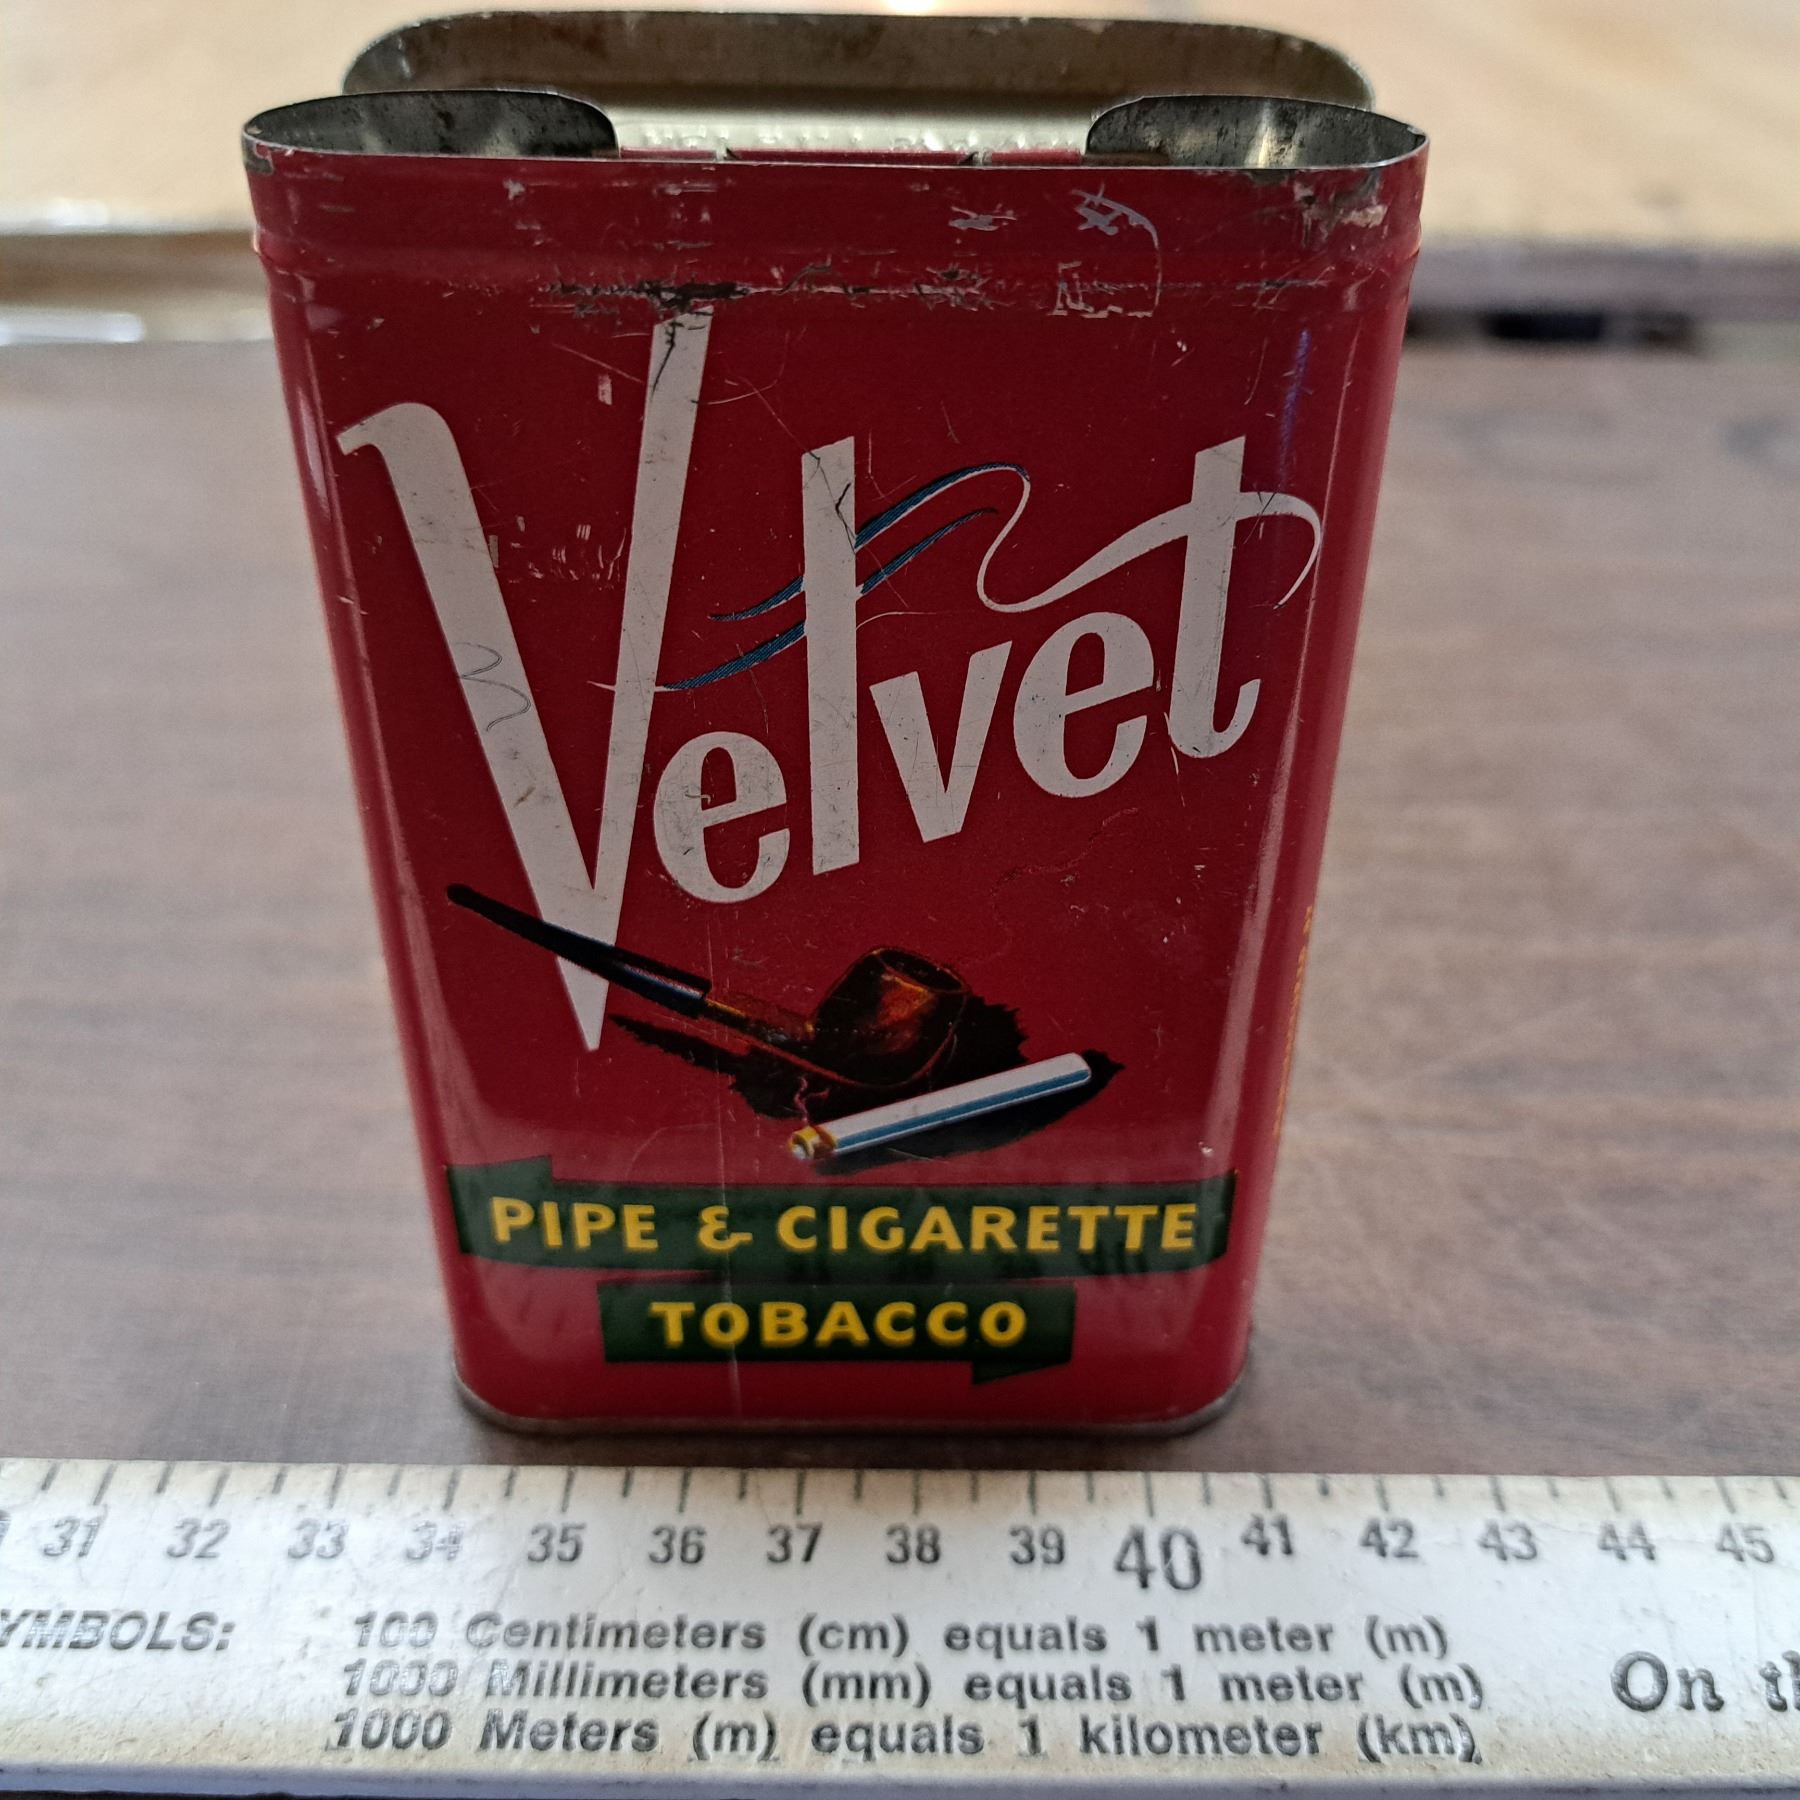 Velvet
PIPE & CIGARETTE
TOBACCO
31 32 33 34 35 36 37 38 39 40 41 42 43 44 45
YMBOLS: 100 Centimeters (cm) equals 1 meter (m)
1000 Millimeters (mm) equals 1 meter (m)
1000 Meters (m) equals 1 kilometer (km)
On th